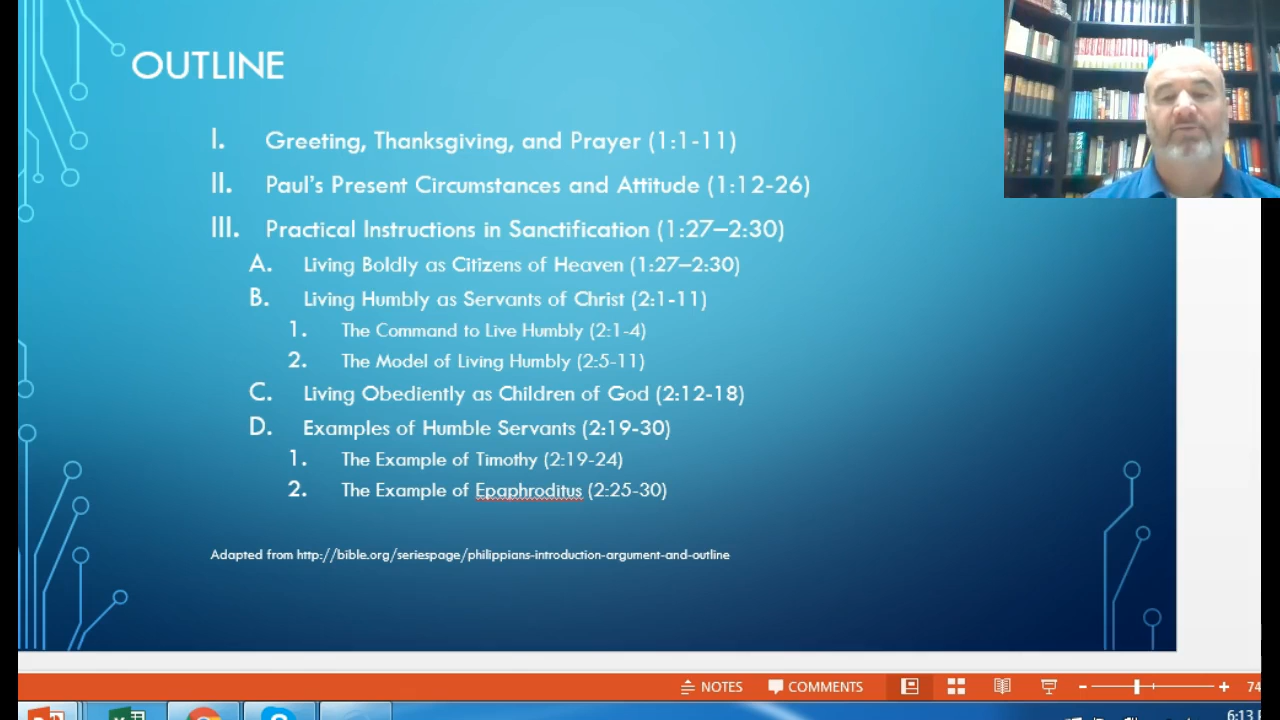 OUTLINE
I. Greeting, Thanksgiving, and Prayer (1:1-11)
II. Paul’s Present Circumstances and Attitude (1:12-26)
III. Practical Instructions in Sanctification (1:27–2:30)
A. Living Boldly as Citizens of Heaven (1:27–2:30)
B. Living Humbly as Servants of Christ (2:1-11)
1. The Command to Live Humbly (2:1-4)
2. The Model of Living Humbly (2:5-11)
C. Living Obediently as Children of God (2:12-18)
D. Examples of Humble Servants (2:19-30)
1. The Example of Timothy (2:19-24)
2. The Example of Epaphroditus (2:25-30)
Adapted from http://bible.org/seriespage/philippians-introduction-argument-and-outline
NOTES COMMENTS 74
6:13